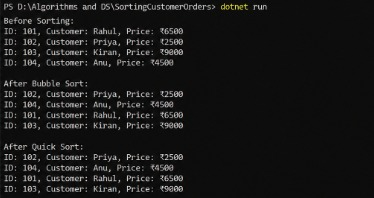 PS D:\Algorithms and DS\SortingCustomerOrders> dotnet run
Before Sorting:
ID: 101, Customer: Rahul, Price: ₹6500
ID: 102, Customer: Priya, Price: ₹2500
ID: 103, Customer: Kiran, Price: ₹9000
ID: 104, Customer: Anu, Price: ₹4500
After Bubble Sort:
ID: 102, Customer: Priya, Price: ₹2500
ID: 104, Customer: Anu, Price: ₹4500
ID: 101, Customer: Rahul, Price: ₹6500
ID: 103, Customer: Kiran, Price: ₹9000
After Quick Sort:
ID: 102, Customer: Priya, Price: ₹2500
ID: 104, Customer: Anu, Price: ₹4500
ID: 101, Customer: Rahul, Price: ₹6500
ID: 103, Customer: Kiran, Price: ₹9000